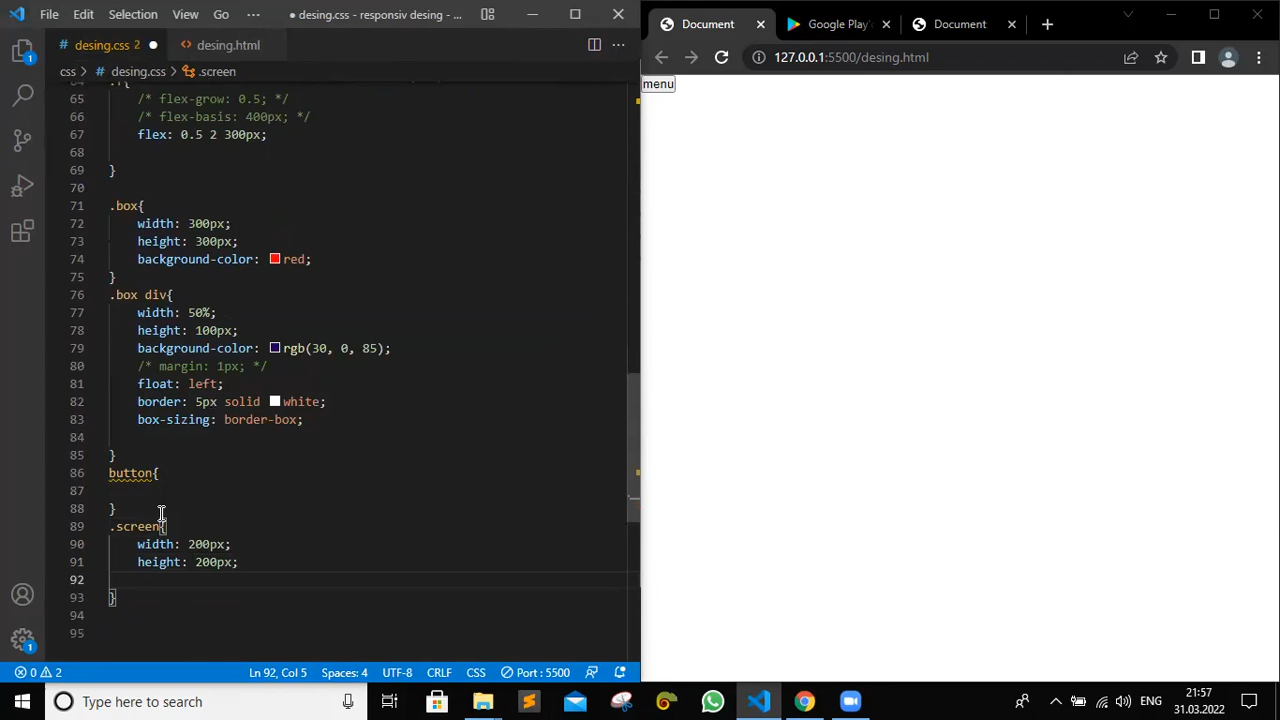 File Edit Selection View Go ··· ● desing.css - responsiv desing - ...
Document Google Play' Document
# desing.css 2 ● <> desing.html ···
127.0.0.1:5500/desing.html
css > # desing.css > .screen
menu
65 /* flex-grow: 0.5; */
66 /* flex-basis: 400px; */
67 flex: 0.5 2 300px;
68
69 }
70
71 .box{
72 width: 300px;
73 height: 300px;
74 background-color: red;
75 }
76 .box div{
77 width: 50%;
78 height: 100px;
79 background-color: rgb(30, 0, 85);
80 /* margin: 1px; */
81 float: left;
82 border: 5px solid white;
83 box-sizing: border-box;
84
85 }
86 button{
87
88 }
89 .screen{
90 width: 200px;
91 height: 200px;
92
93 }
94
95
1
1
0 2 Ln 92, Col 5 Spaces: 4 UTF-8 CRLF CSS Port : 5500
Type here to search
ENG
21:57
31.03.2022